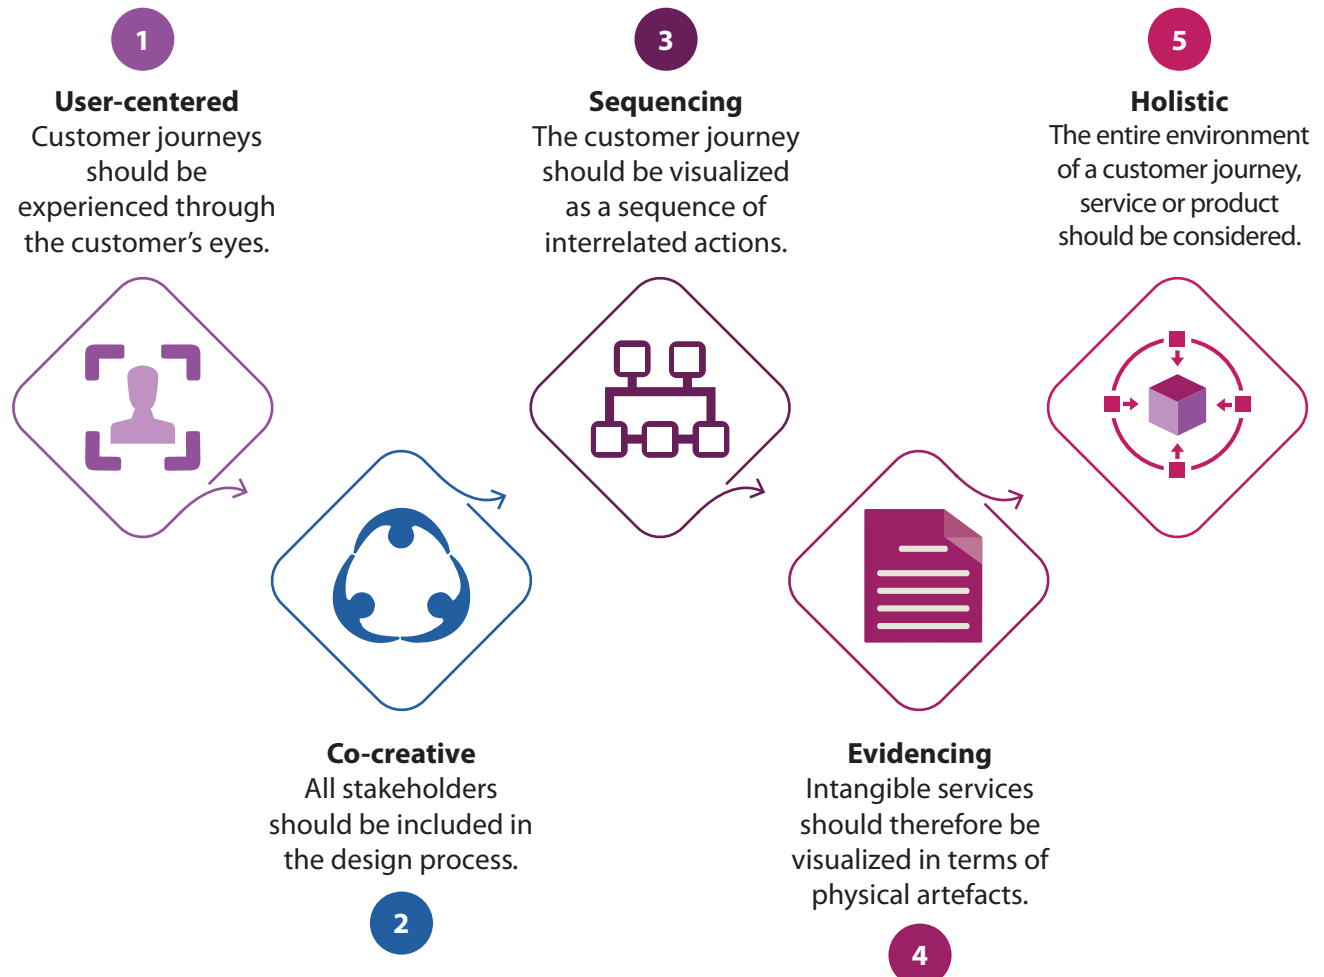 1
User-centered
Customer journeys
should be
experienced through
the customer’s eyes.
2
Co-creative
All stakeholders
should be included in
the design process.
3
Sequencing
The customer journey
should be visualized
as a sequence of
interrelated actions.
4
Evidencing
Intangible services
should therefore be
visualized in terms of
physical artefacts.
5
Holistic
The entire environment
of a customer journey,
service or product
should be considered.